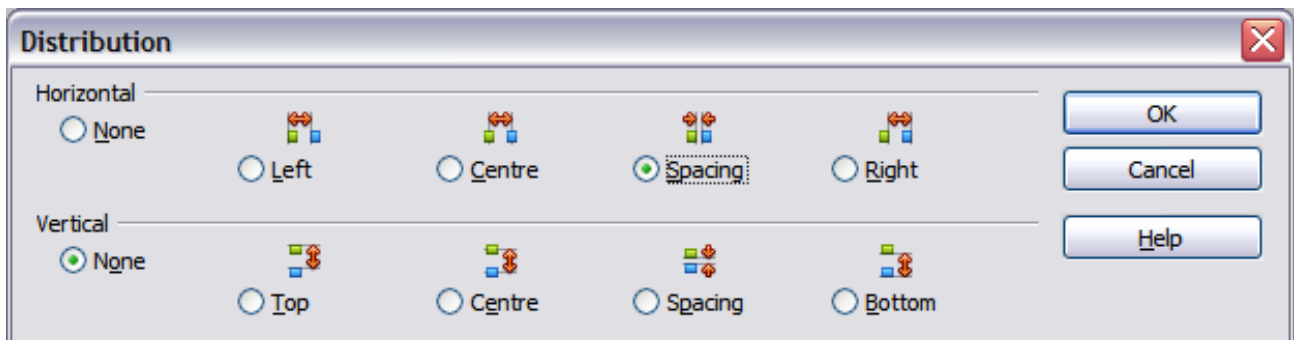 Distribution
Horizontal
None
Left Centre Spacing Right
Vertical
None
Top Centre Spacing Bottom
OK
Cancel
Help